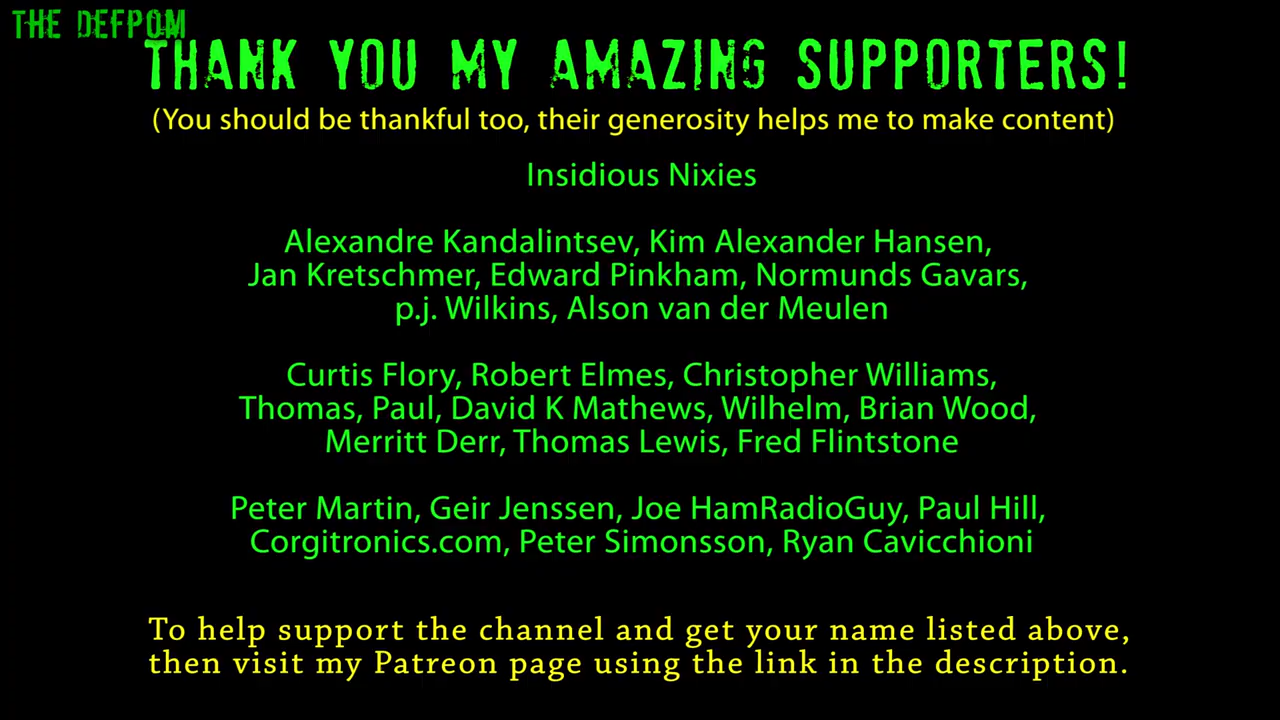 THE DEFPOM
THANK YOU MY AMAZING SUPPORTERS!
(You should be thankful too, their generosity helps me to make content)
Insidious Nixies
Alexandre Kandalintsev, Kim Alexander Hansen,
Jan Kretschmer, Edward Pinkham, Normunds Gavars,
p.j. Wilkins, Alson van der Meulen
Curtis Flory, Robert Elmes, Christopher Williams,
Thomas, Paul, David K Mathews, Wilhelm, Brian Wood,
Merritt Derr, Thomas Lewis, Fred Flintstone
Peter Martin, Geir Jenssen, Joe HamRadioGuy, Paul Hill,
Corgitronics.com, Peter Simonsson, Ryan Cavicchioni
To help support the channel and get your name listed above,
then visit my Patreon page using the link in the description.